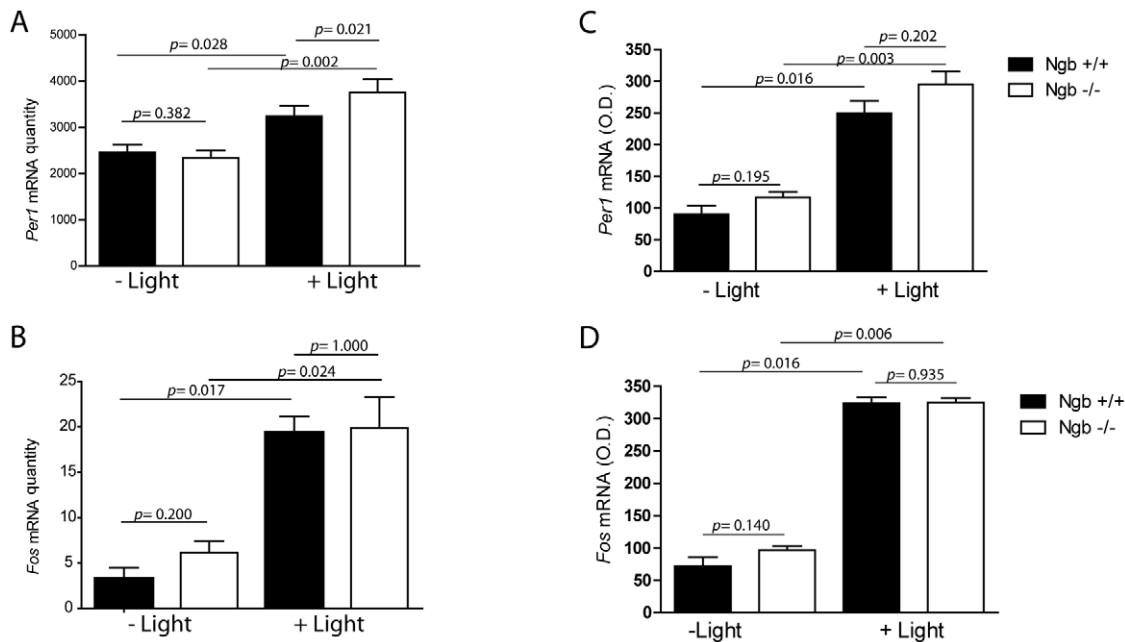 A
Per1 mRNA quantity
5000
4000
3000
2000
1000
0
p= 0.021
p= 0.028
p= 0.002
p= 0.382
- Light
+ Light
C
Per1 mRNA (O.D.)
350
300
250
200
150
100
50
0
p= 0.202
p= 0.003
p= 0.016
p= 0.195
- Light
+ Light
Ngb +/+
Ngb -/-
B
Fos mRNA quantity
25
20
15
10
5
0
p= 1.000
p= 0.024
p= 0.017
p= 0.200
- Light
+ Light
D
Fos mRNA (O.D.)
350
300
250
200
150
100
50
0
p= 0.006
p= 0.016
p= 0.935
p= 0.140
-Light
+ Light
Ngb +/+
Ngb -/-